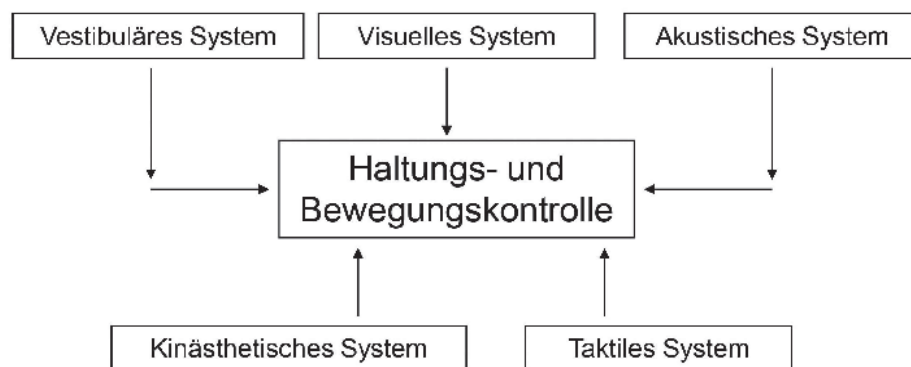 Vestibuläres System
Visuelles System
Akustisches System
Haltungs- und
Bewegungskontrolle
Kinästhetisches System
Taktiles System